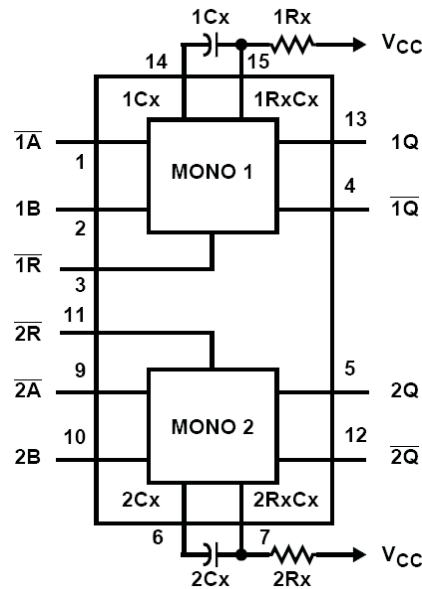 1Cx 1Rx
VCC
14 15
1Cx 1RxCx
1A̅ 13 1Q
1
MONO 1
1B 4 1Q̅
2
1R̅
3
11
2R̅
9 5
2A̅ 2Q
MONO 2
10 12
2B 2Q̅
2Cx 2RxCx
6 7
VCC
2Cx 2Rx